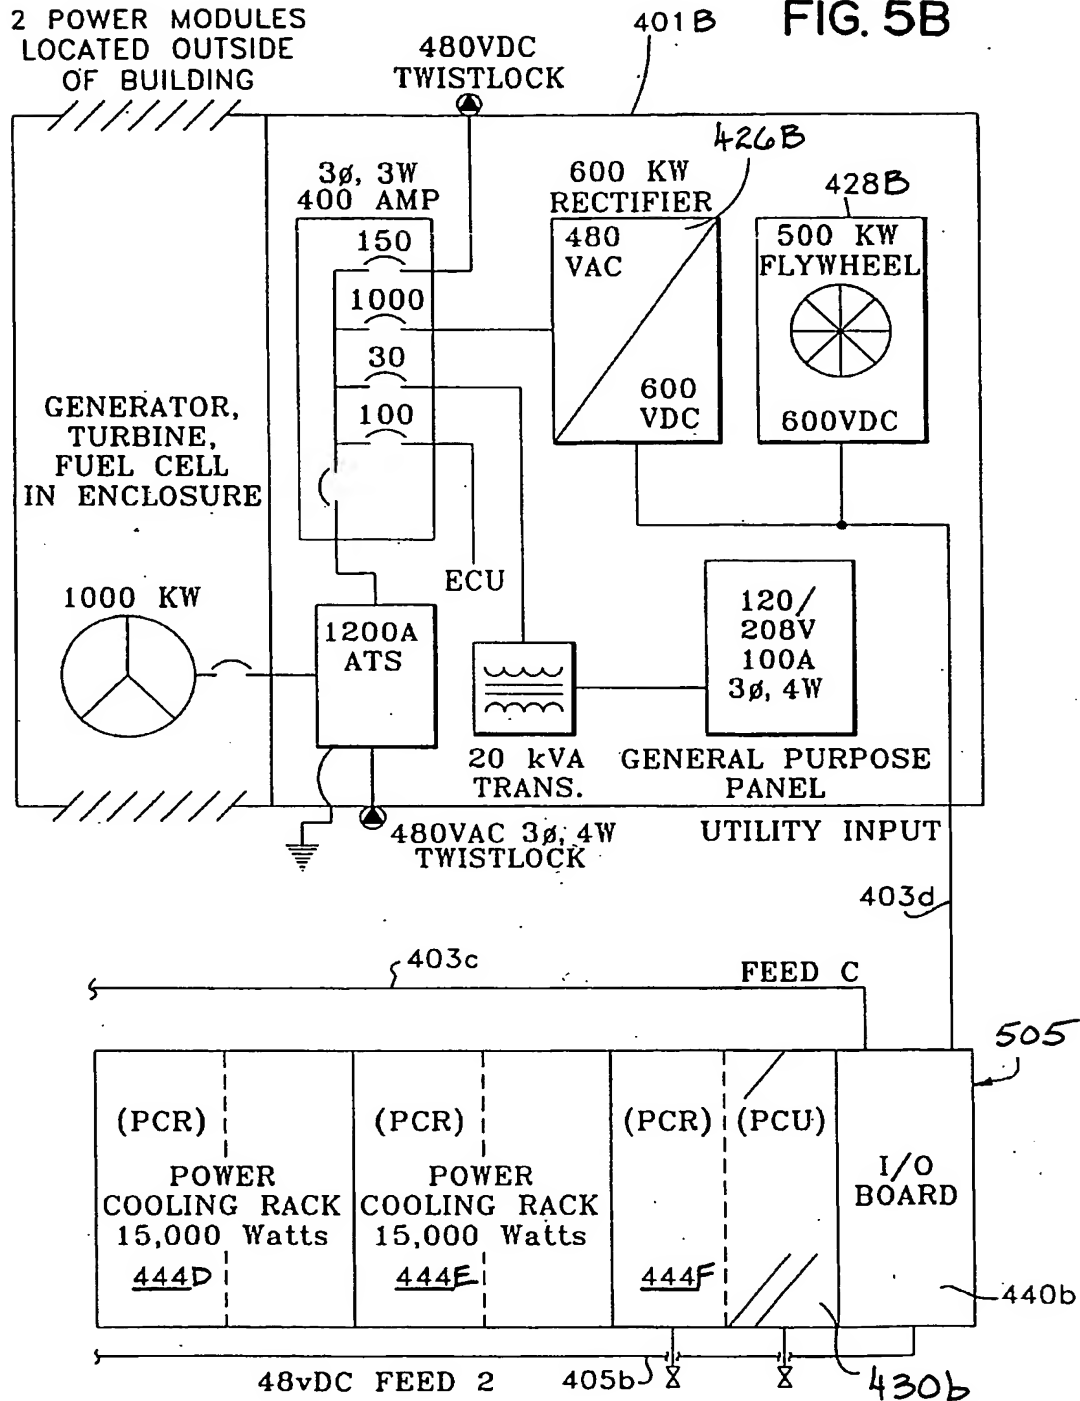 2 POWER MODULES
LOCATED OUTSIDE
OF BUILDING
480VDC
TWISTLOCK
401B
FIG. 5B
3ø, 3W
400 AMP
150
1000
30
100
600 KW
RECTIFIER
426B
480
VAC
600
VDC
428B
500 KW
FLYWHEEL
600VDC
GENERATOR,
TURBINE,
FUEL CELL
IN ENCLOSURE
1000 KW
ECU
1200A
ATS
120/
208V
100A
3ø, 4W
20 kVA
TRANS.
GENERAL PURPOSE
PANEL
480VAC 3ø, 4W
TWISTLOCK
UTILITY INPUT
403d
403c
FEED C
505
(PCR)
POWER
COOLING RACK
15,000 Watts
444D
(PCR)
POWER
COOLING RACK
15,000 Watts
444E
(PCR)
444F
(PCU)
I/O
BOARD
440b
48vDC FEED 2
405b
430b